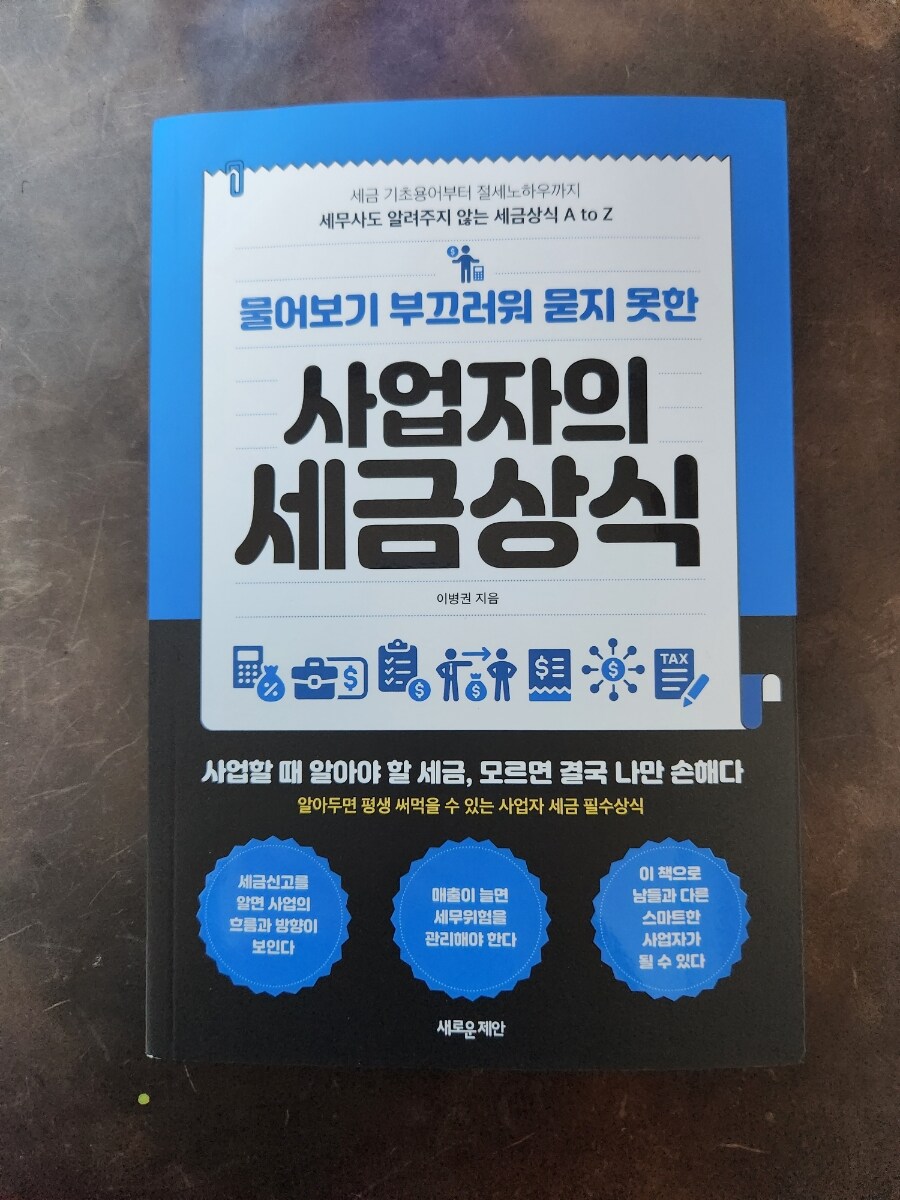 세금 기초용어부터 절세노하우까지
세무사도 알려주지 않는 세금상식 A to Z
물어보기 부끄러워 묻지 못한
사업자의
세금상식
이병권 지음
TAX
사업할 때 알아야 할 세금, 모르면 결국 나만 손해다
알아두면 평생 써먹을 수 있는 사업자 세금 필수상식
세금신고를
알면 사업의
흐름과 방향이
보인다
매출이 늘면
세무위험을
관리해야 한다
이 책으로
남들과 다른
스마트한
사업자가
될 수 있다
새로운제안